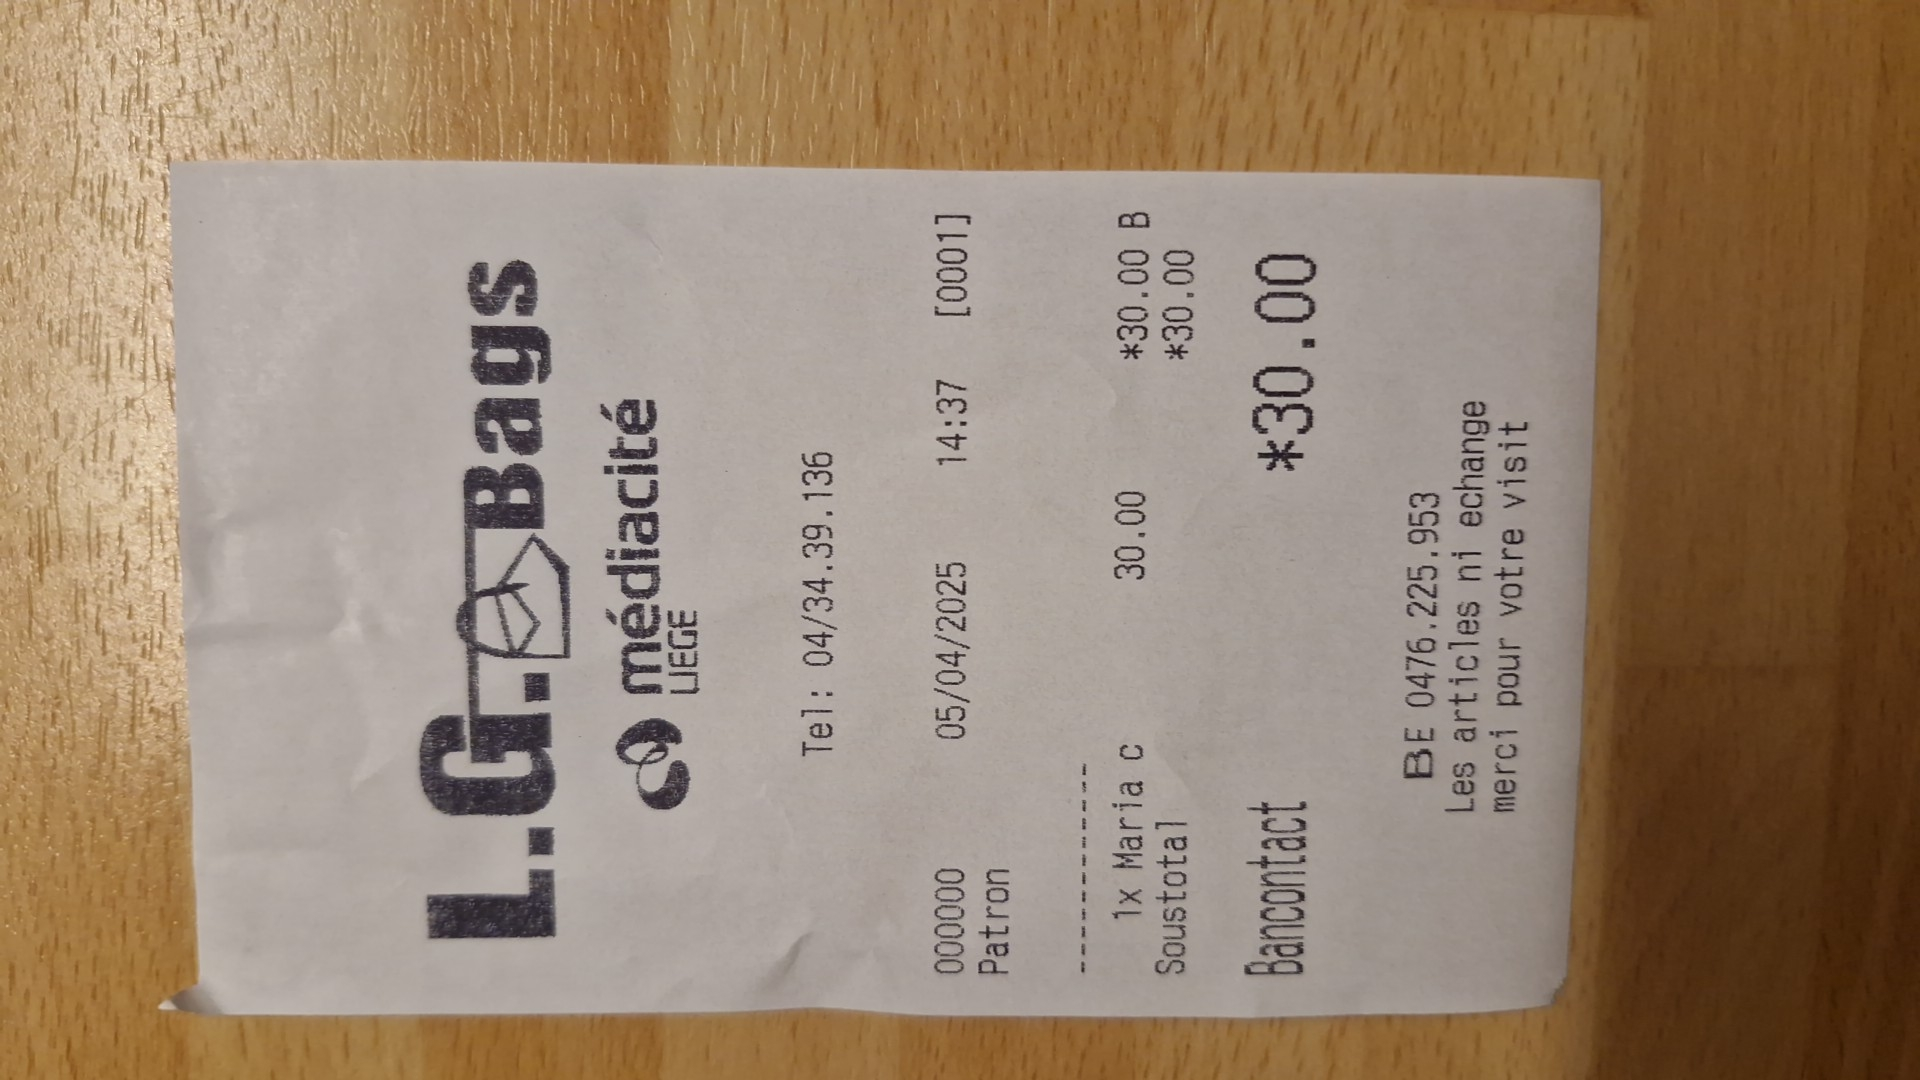 L.G. Bags
médiacité
LIEGE
Tel: 04/34.39.136
000000 05/04/2025 14:37 [0001]
Patron
----------
1x Maria c 30.00 *30.00 B
Soustotal *30.00
Bancontact *30.00
BE 0476.225.953
Les articles ni echange
merci pour votre visit